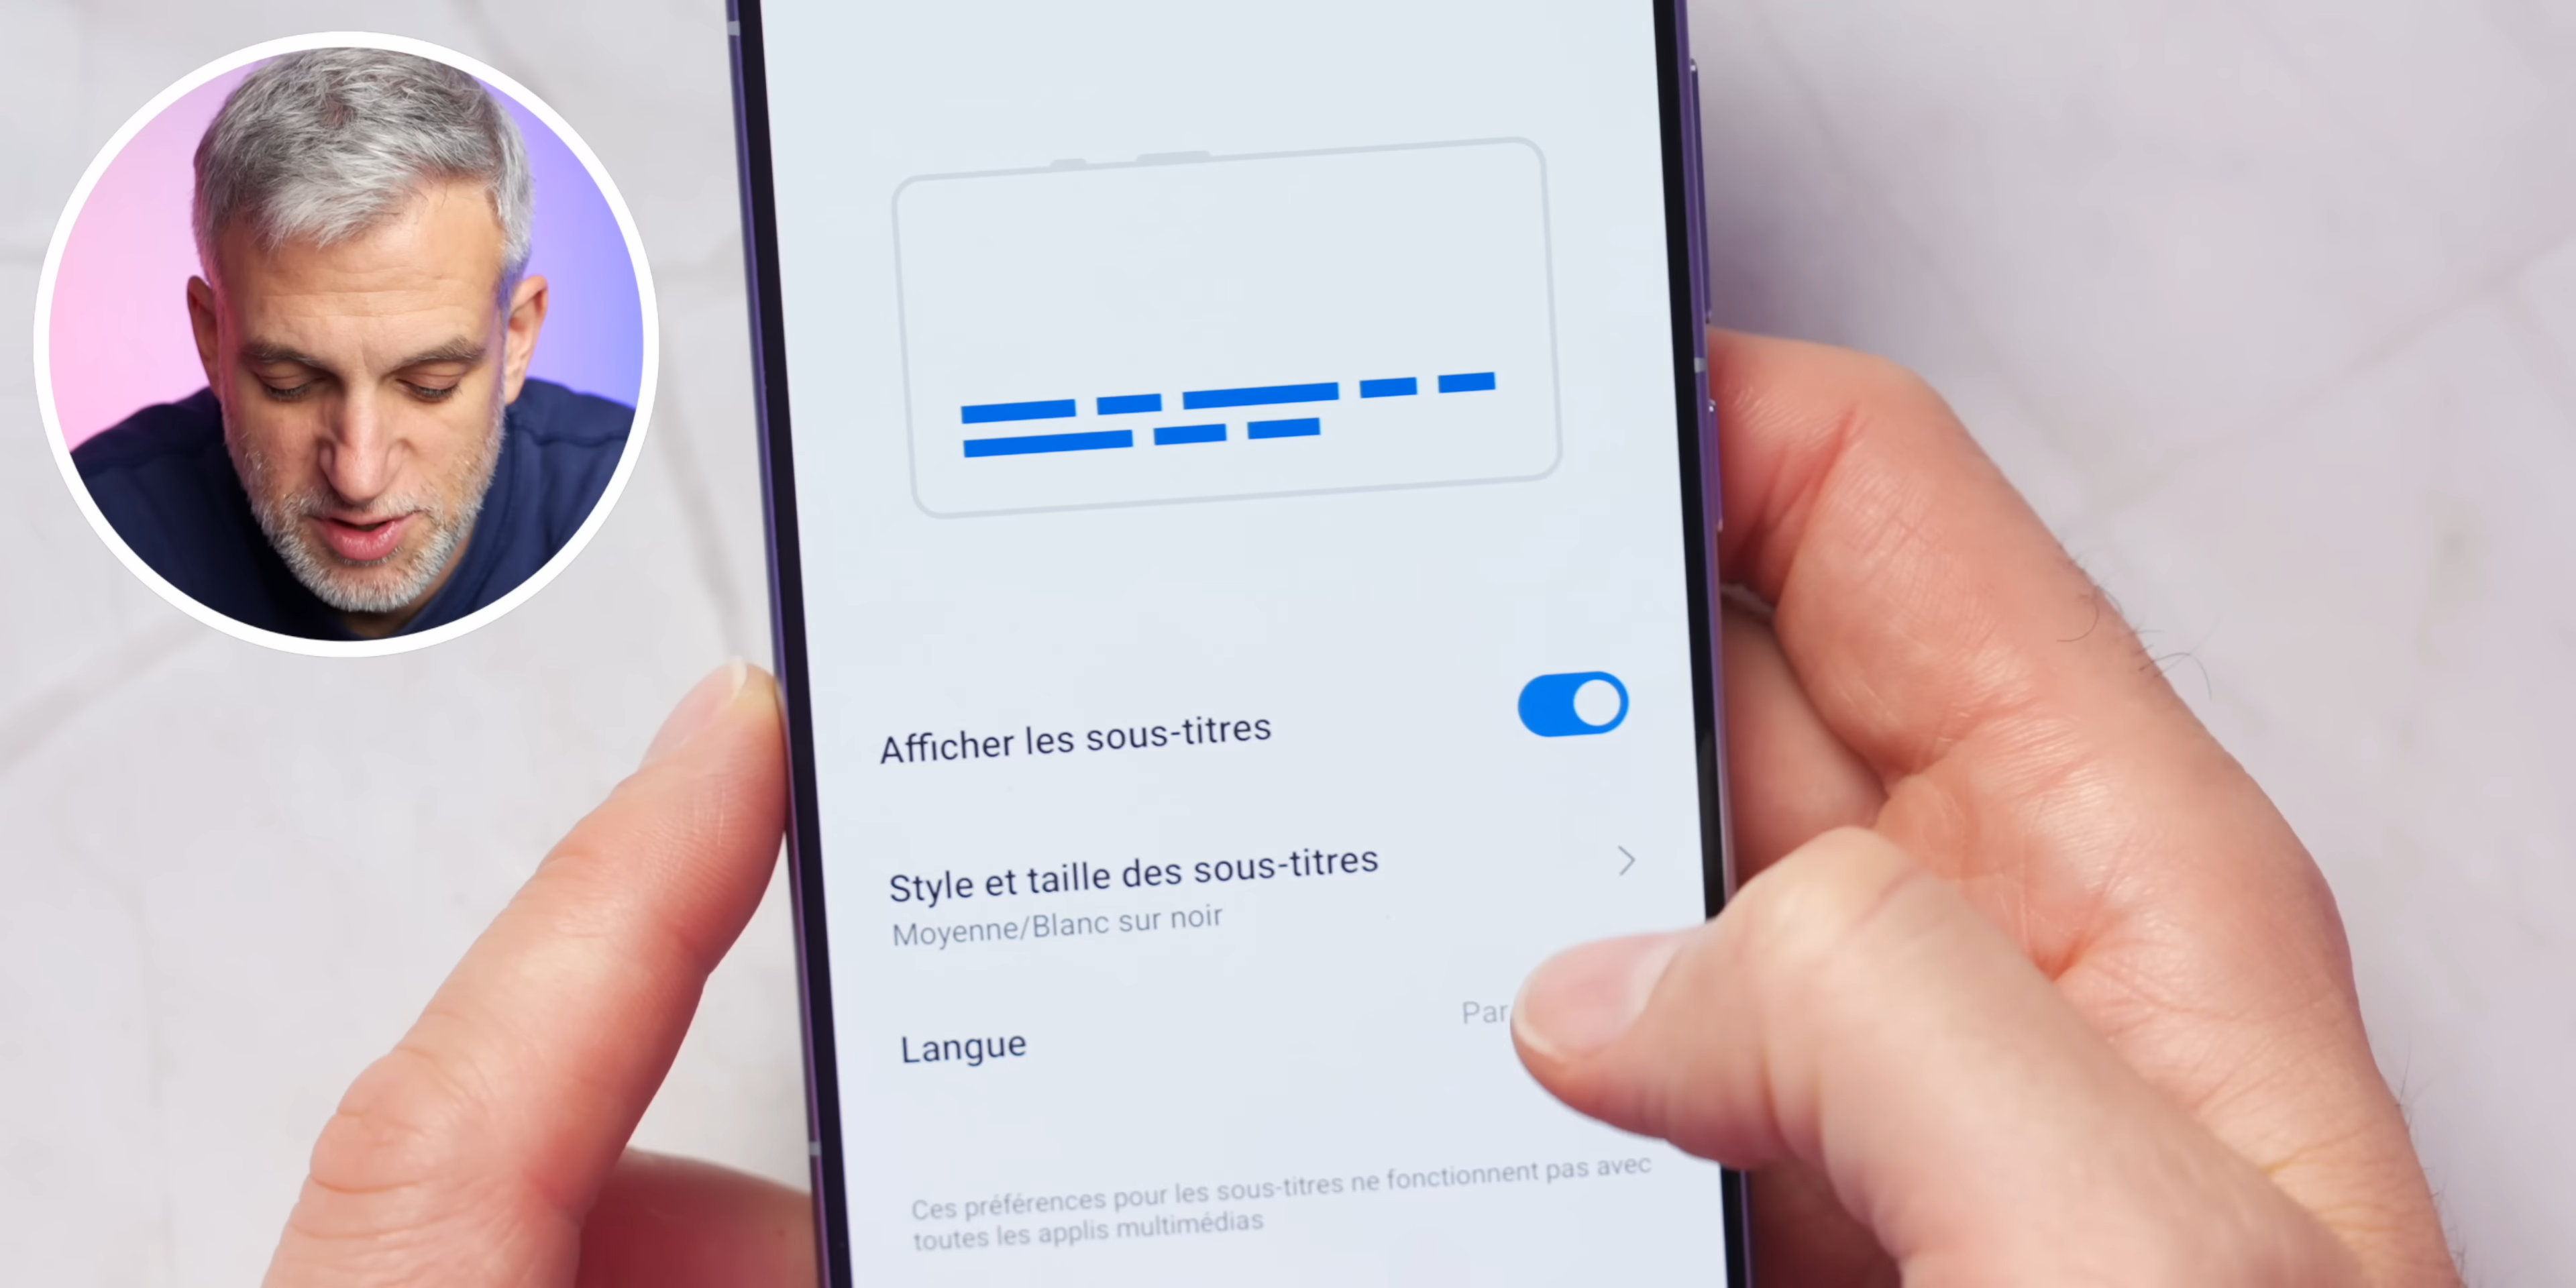 Afficher les sous-titres
Style et taille des sous-titres
Moyenne/Blanc sur noir
Langue
Ces préférences pour les sous-titres ne fonctionnent pas avec
toutes les applis multimédias